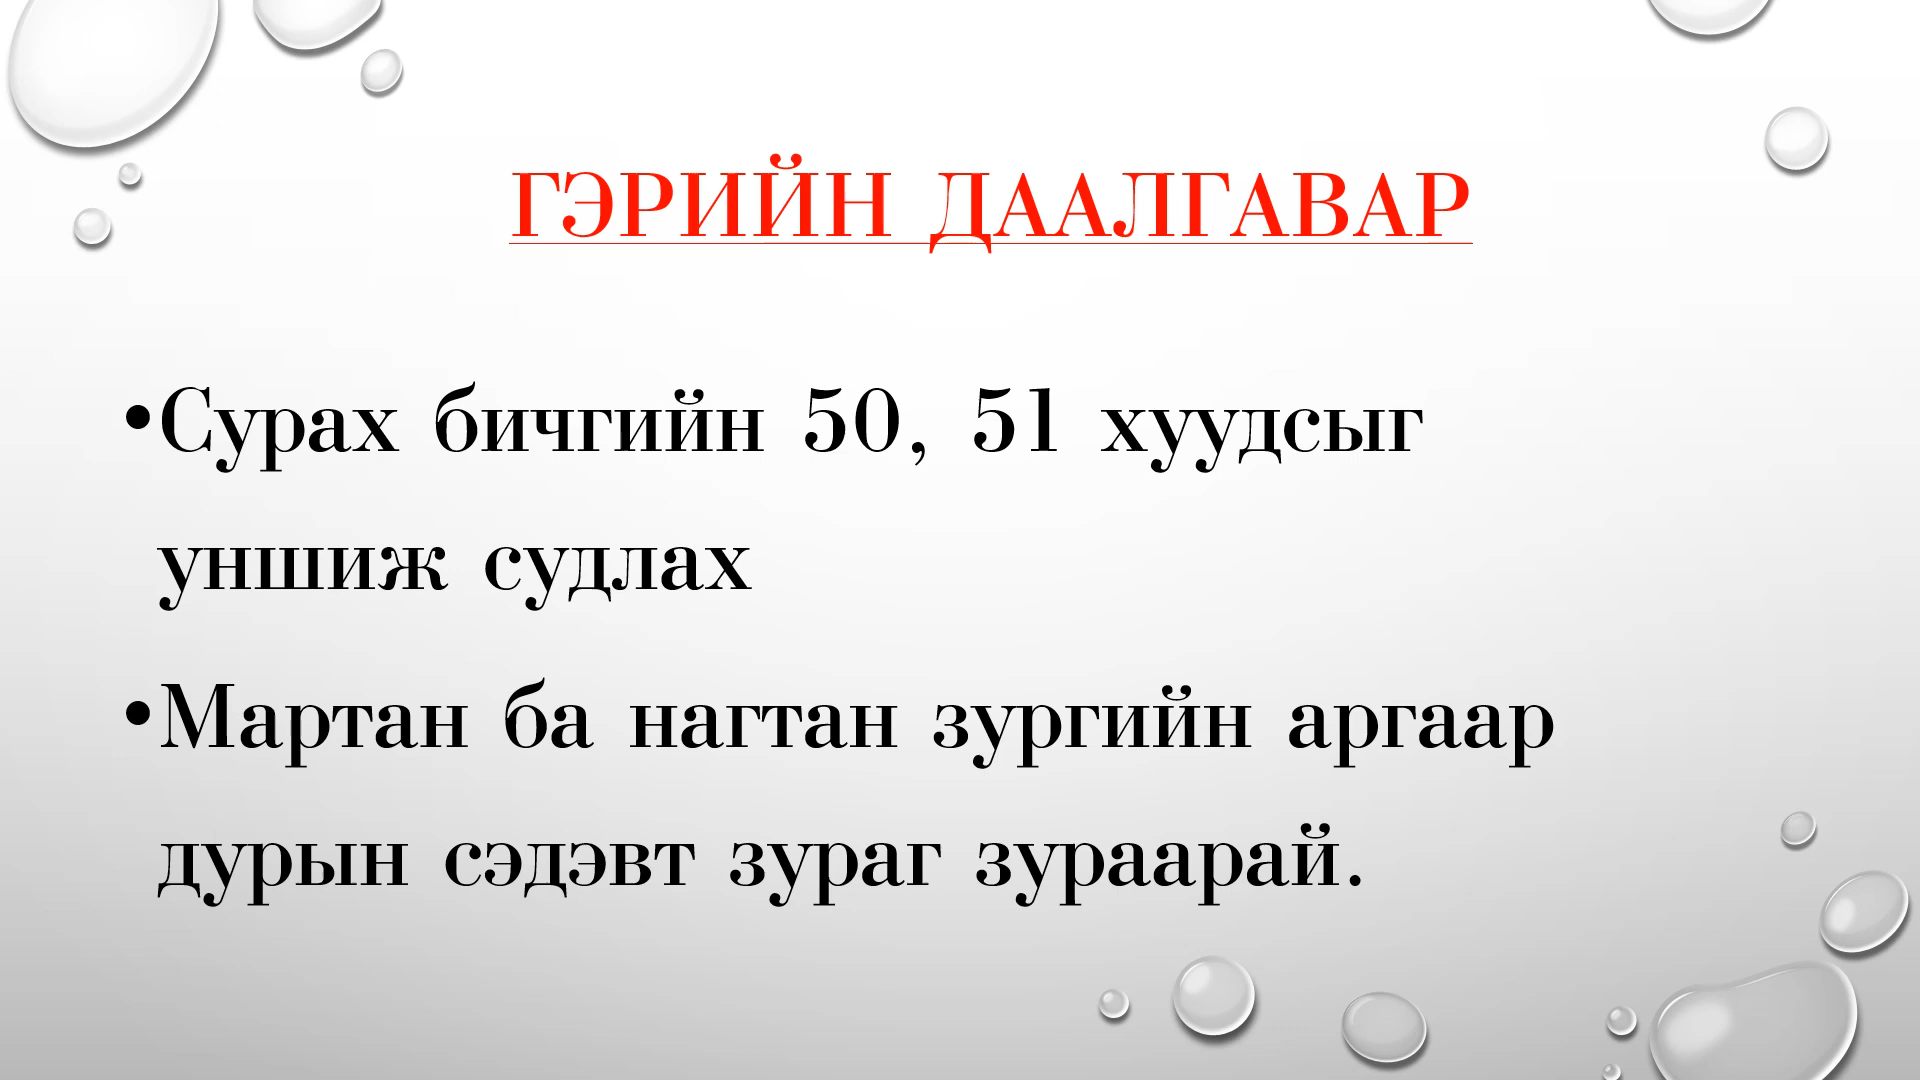 ГЭРИЙН ДААЛГАВАР
•Сурах бичгийн 50, 51 хуудсыг
уншиж судлах
•Мартан ба нагтан зургийн аргаар
дурын сэдэвт зураг зураарай.